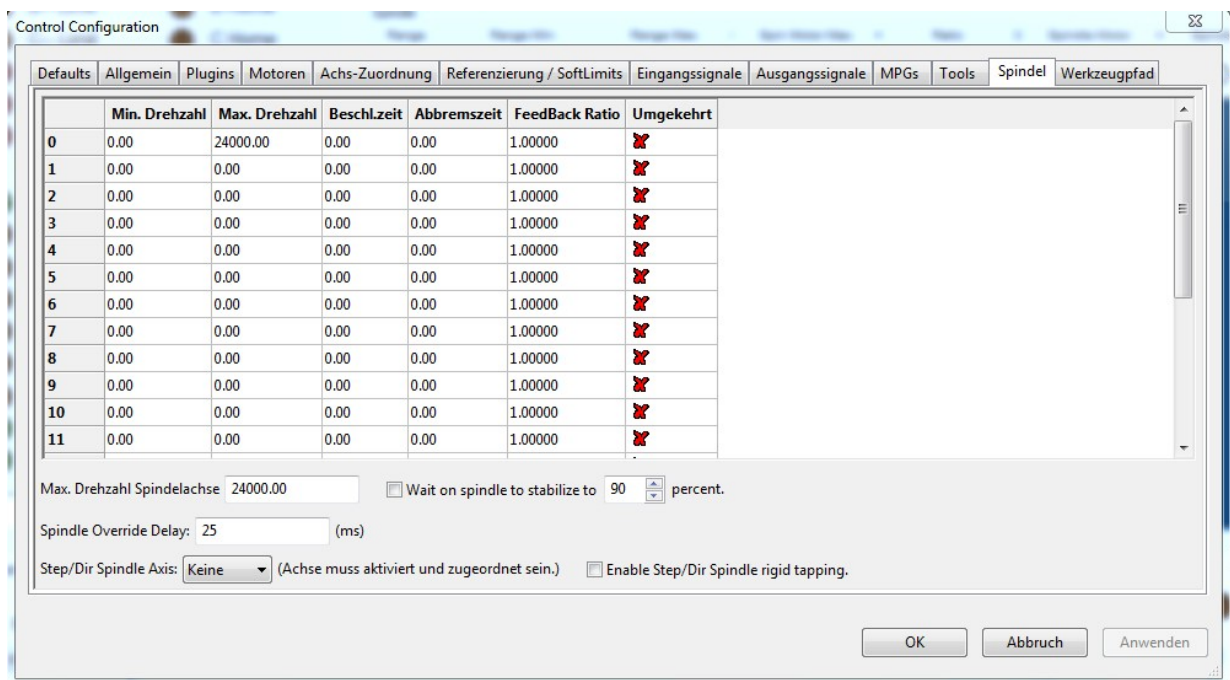 Control Configuration
Defaults Allgemein Plugins Motoren Achs-Zuordnung Referenzierung / SoftLimits Eingangssignale Ausgangssignale MPGs Tools Spindel Werkzeugpfad
Min. Drehzahl Max. Drehzahl Beschl.zeit Abbremszeit FeedBack Ratio Umgekehrt
0 0.00 24000.00 0.00 0.00 1.00000
1 0.00 0.00 0.00 0.00 1.00000
2 0.00 0.00 0.00 0.00 1.00000
3 0.00 0.00 0.00 0.00 1.00000
4 0.00 0.00 0.00 0.00 1.00000
5 0.00 0.00 0.00 0.00 1.00000
6 0.00 0.00 0.00 0.00 1.00000
7 0.00 0.00 0.00 0.00 1.00000
8 0.00 0.00 0.00 0.00 1.00000
9 0.00 0.00 0.00 0.00 1.00000
10 0.00 0.00 0.00 0.00 1.00000
11 0.00 0.00 0.00 0.00 1.00000
Max. Drehzahl Spindelachse 24000.00 Wait on spindle to stabilize to 90 percent.
Spindle Override Delay: 25 (ms)
Step/Dir Spindle Axis: Keine (Achse muss aktiviert und zugeordnet sein.) Enable Step/Dir Spindle rigid tapping.
OK Abbruch Anwenden